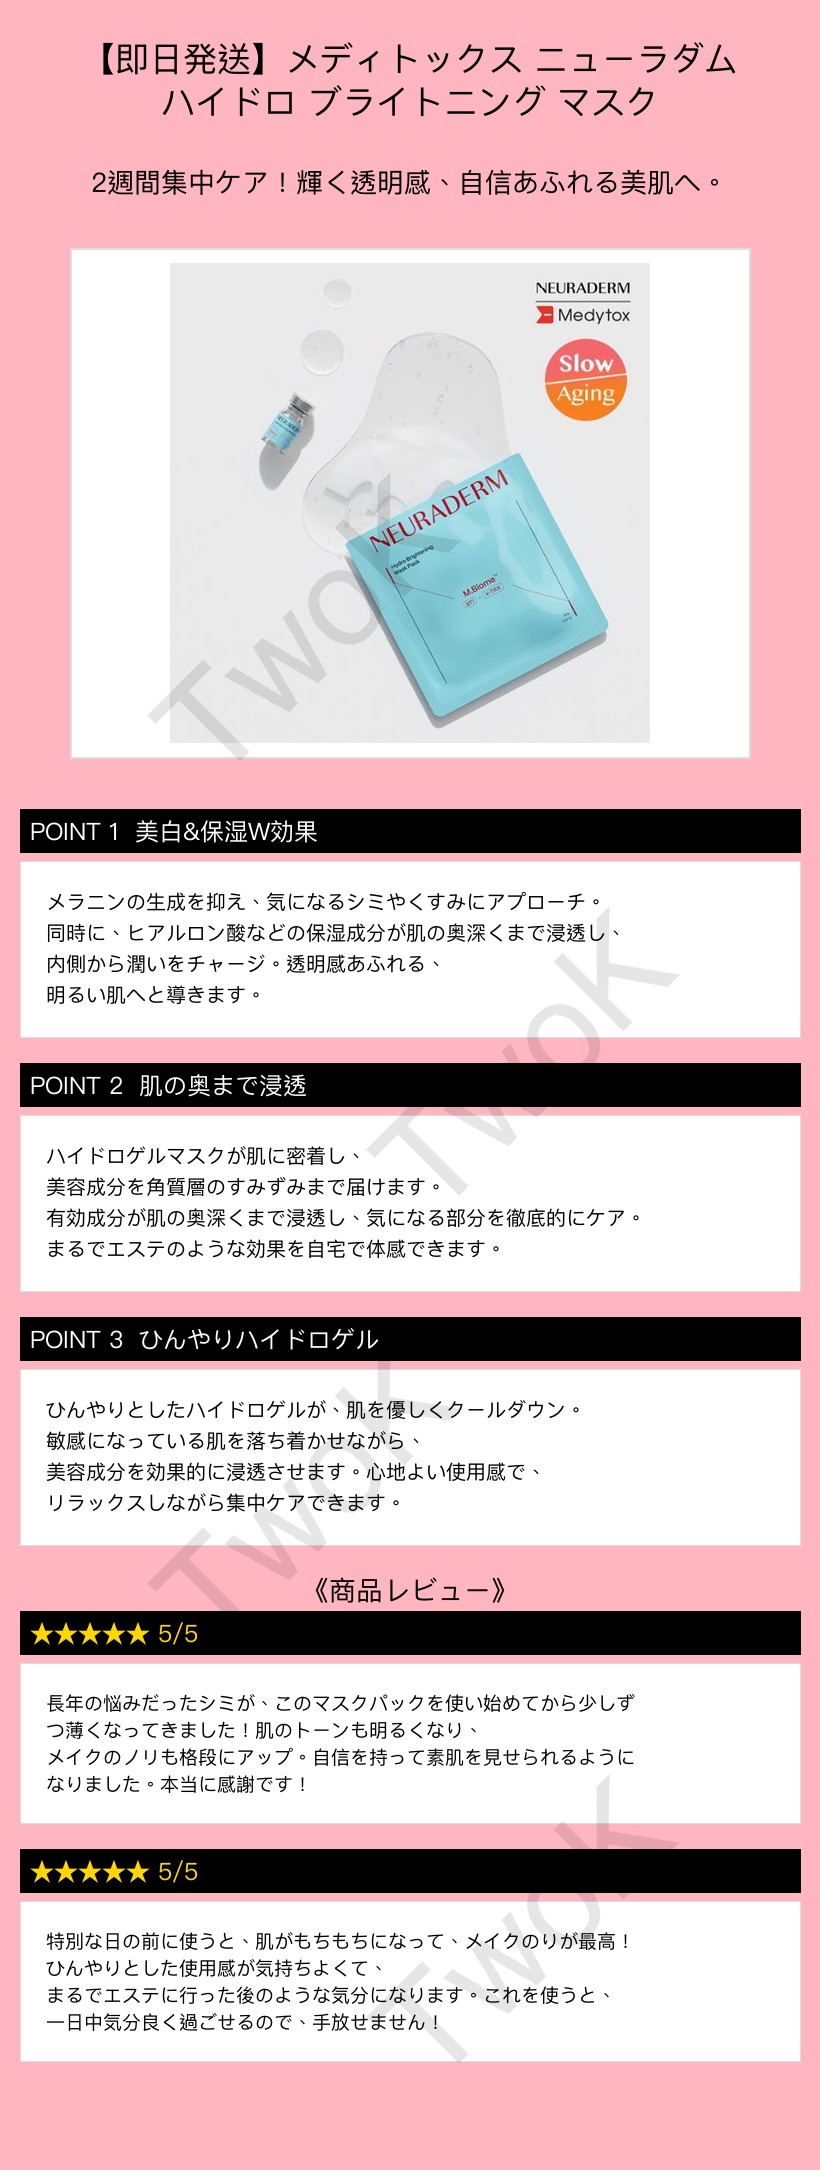 【即日発送】メディトックス ニューラダム
ハイドロ ブライトニング マスク
2週間集中ケア！輝く透明感、自信あふれる美肌へ。
NEURADERM
Medytox
Slow
Aging
NEURADERM
NEURADERM
Hydro Brightening
Mask Pack
M.Biome™
TwoK
POINT 1 美白&保湿W効果
メラニンの生成を抑え、気になるシミやくすみにアプローチ。
同時に、ヒアルロン酸などの保湿成分が肌の奥深くまで浸透し、
内側から潤いをチャージ。透明感あふれる、
明るい肌へと導きます。
TwoK
POINT 2 肌の奥まで浸透
ハイドロゲルマスクが肌に密着し、
美容成分を角質層のすみずみまで届けます。
有効成分が肌の奥深くまで浸透し、気になる部分を徹底的にケア。
まるでエステのような効果を自宅で体感できます。
POINT 3 ひんやりハイドロゲル
ひんやりとしたハイドロゲルが、肌を優しくクールダウン。
敏感になっている肌を落ち着かせながら、
美容成分を効果的に浸透させます。心地よい使用感で、
リラックスしながら集中ケアできます。
TwoK
《商品レビュー》
★★★★★ 5/5
長年の悩みだったシミが、このマスクパックを使い始めてから少しず
つ薄くなってきました！肌のトーンも明るくなり、
メイクのノリも格段にアップ。自信を持って素肌を見せられるように
なりました。本当に感謝です！
★★★★★ 5/5
特別な日の前に使うと、肌がもちもちになって、メイクのりが最高！
ひんやりとした使用感が気持ちよくて、
まるでエステに行った後のような気分になります。これを使うと、
一日中気分良く過ごせるので、手放せません！
TwoK